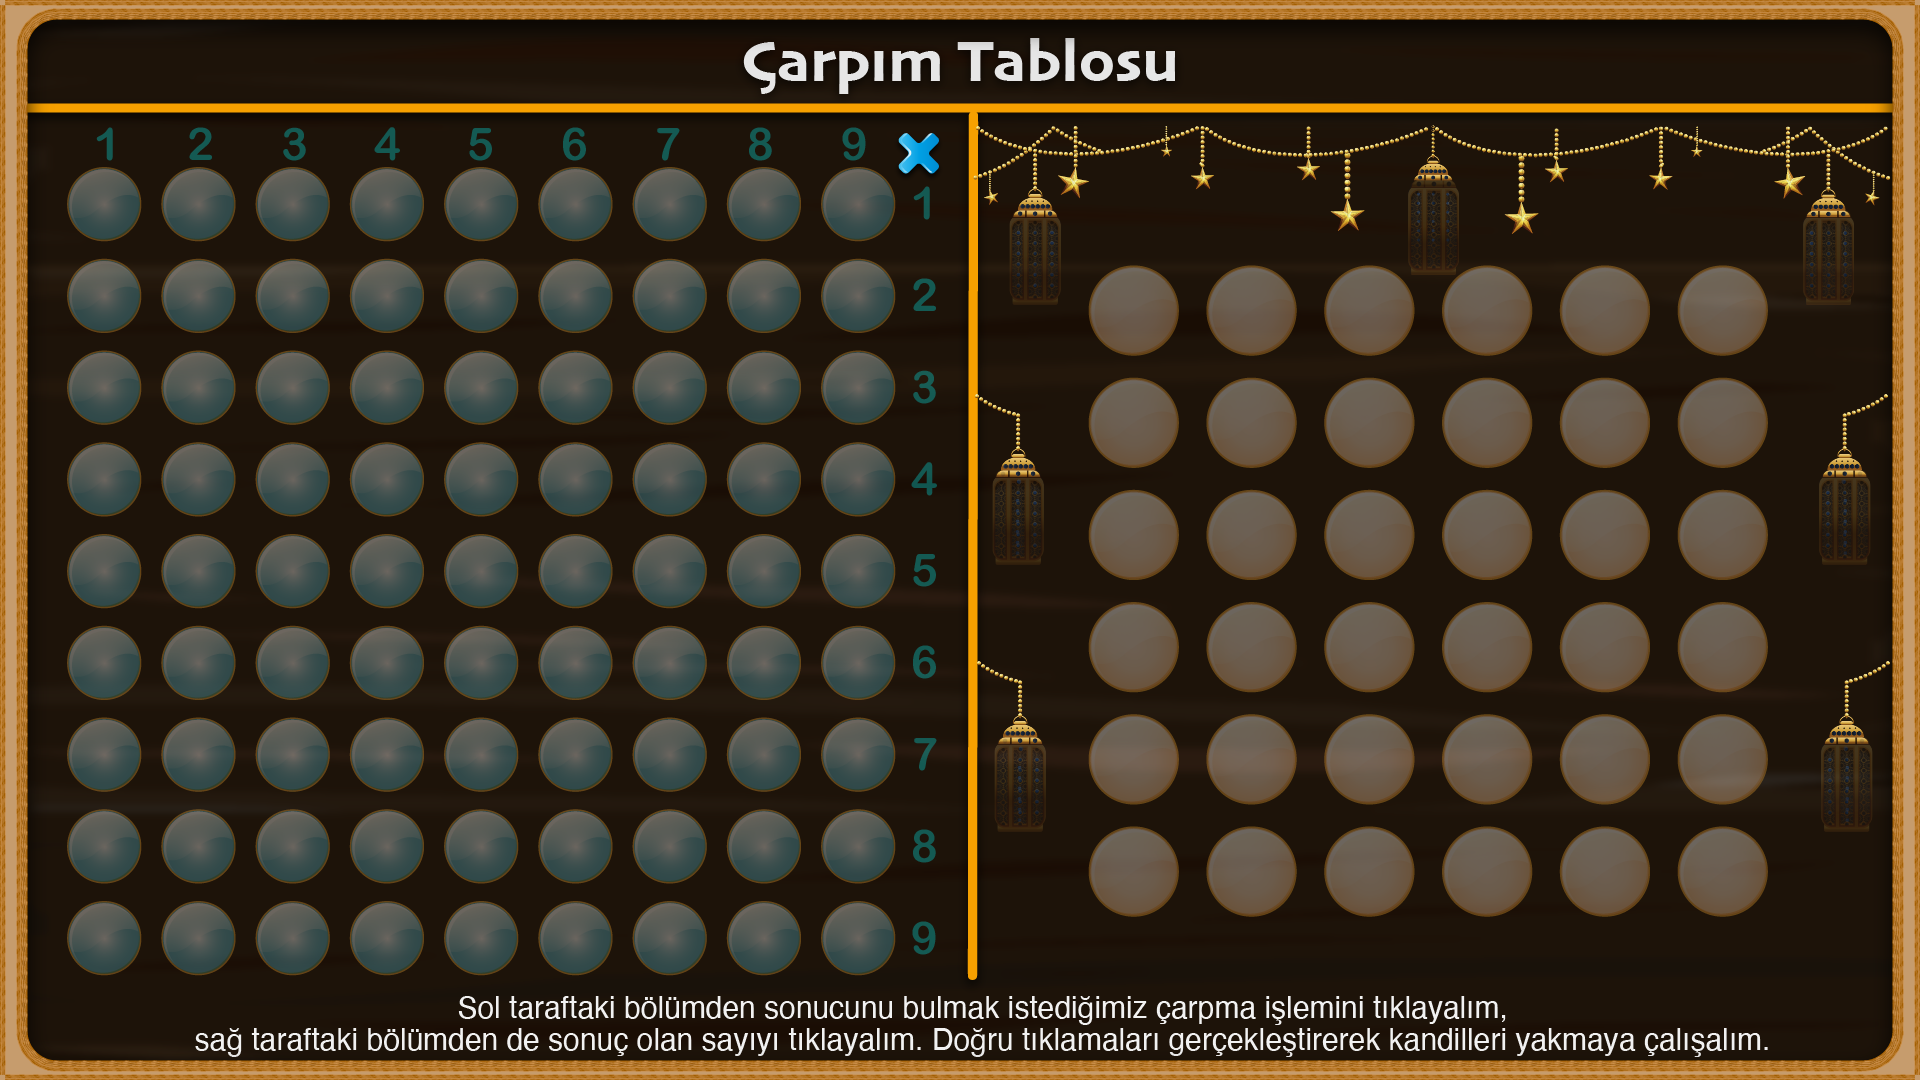 Çarpım Tablosu
1 2 3 4 5 6 7 8 9 ×
1
2
3
4
5
6
7
8
9
Sol taraftaki bölümden sonucunu bulmak istediğimiz çarpma işlemini tıklayalım,
sağ taraftaki bölümden de sonuç olan sayıyı tıklayalım. Doğru tıklamaları gerçekleştirerek kandilleri yakmaya çalışalım.